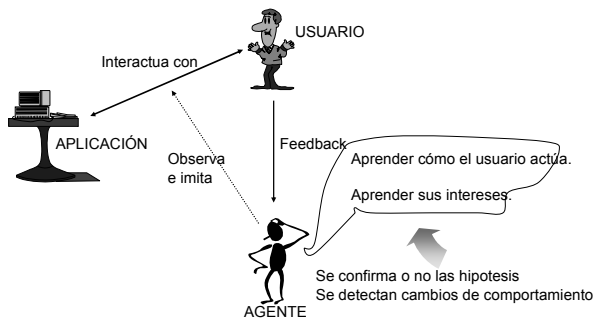 USUARIO
Interactua con
APLICACIÓN
Feedback
Observa
e imita
Aprender cómo el usuario actúa.
Aprender sus intereses.
Se confirma o no las hipotesis
Se detectan cambios de comportamiento
AGENTE